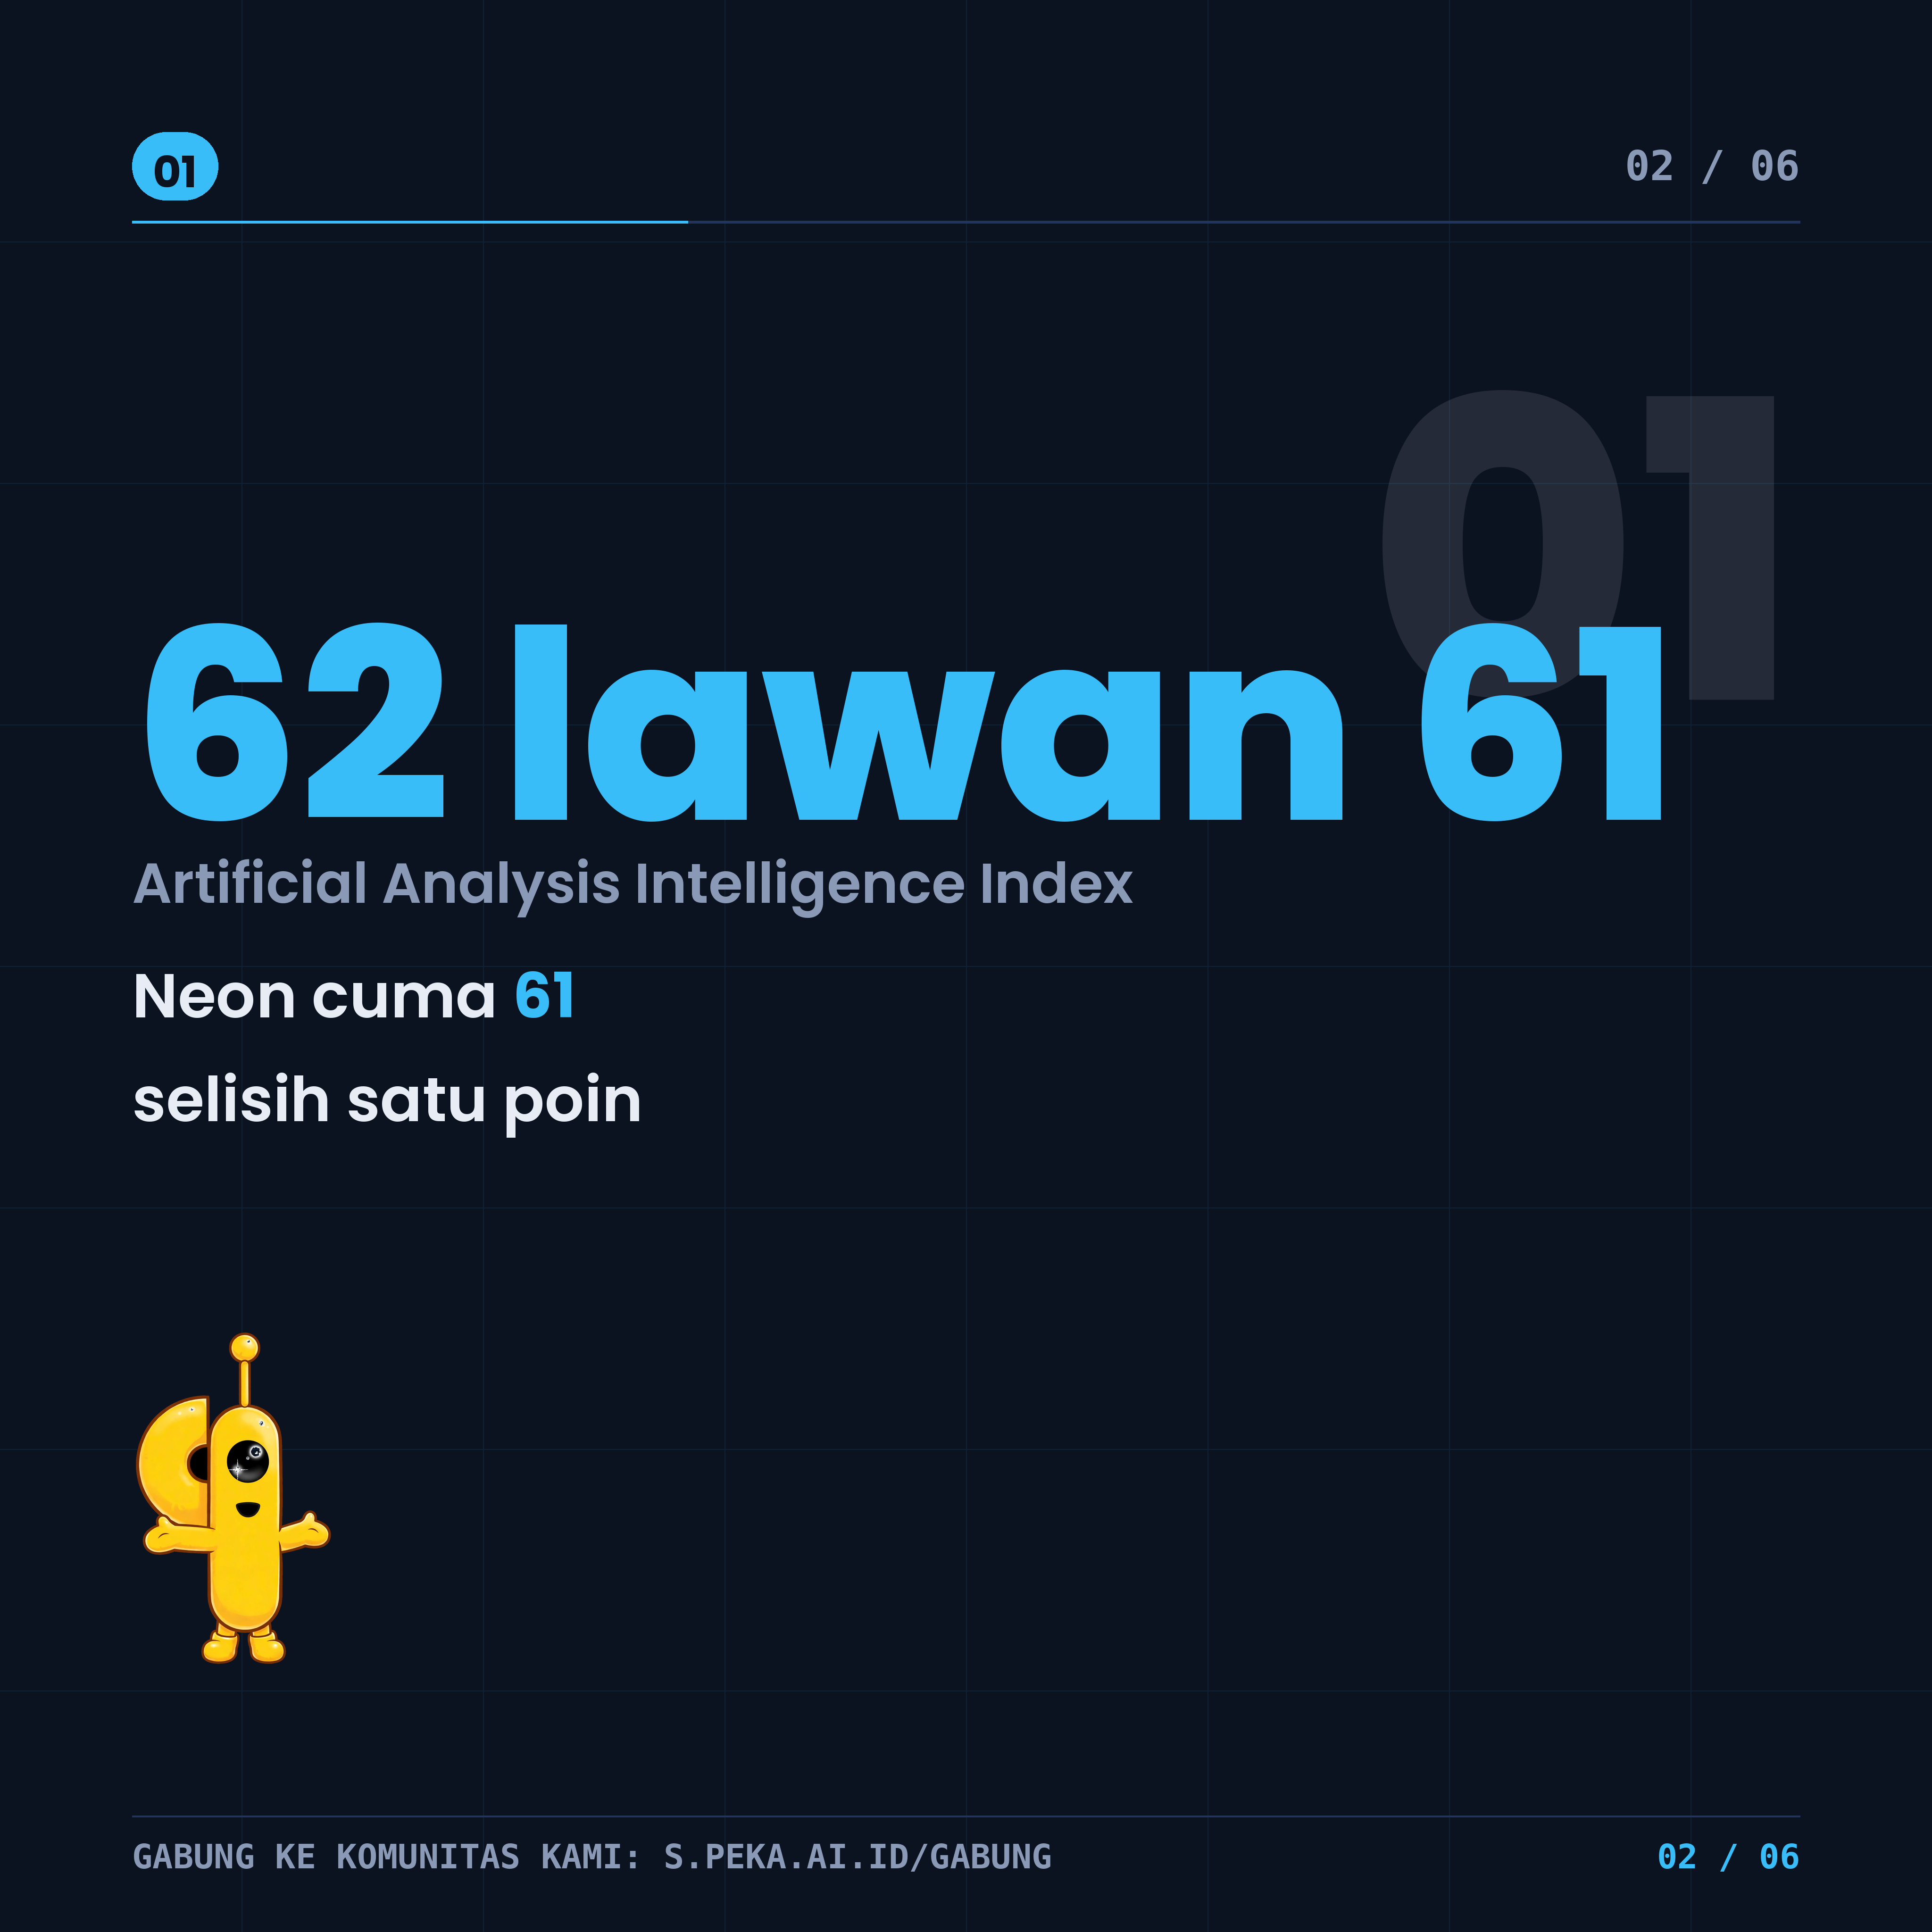 01
02 / 06
01
62 lawan 61
Artificial Analysis Intelligence Index
Neon cuma 61
selisih satu poin
GABUNG KE KOMUNITAS KAMI: S.PEKA.AI.ID/GABUNG
02 / 06